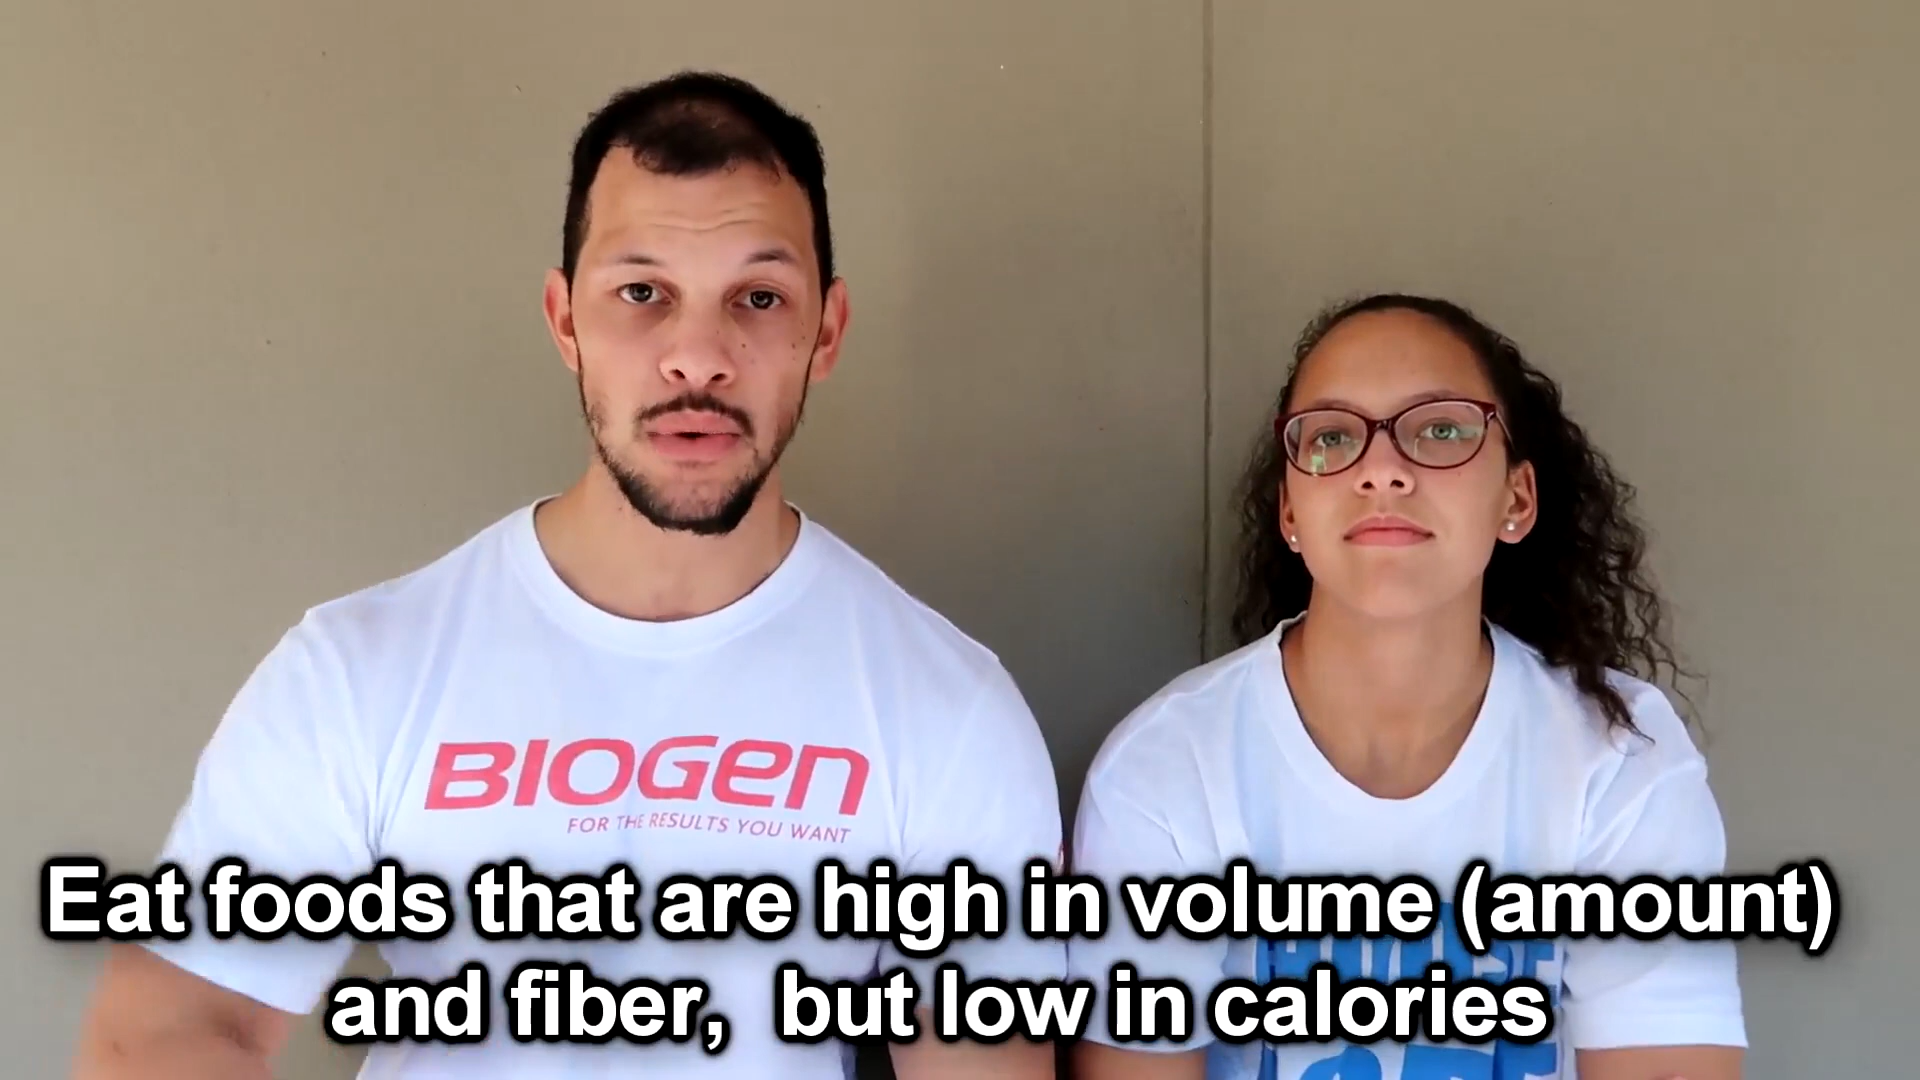 BIOGEN
FOR THE RESULTS YOU WANT
Eat foods that are high in volume (amount)
and fiber, but low in calories